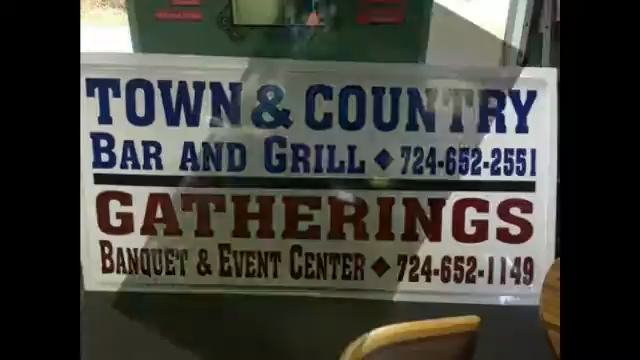 TOWN & COUNTRY
BAR AND GRILL ◆ 724-652-2551
GATHERINGS
BANQUET & EVENT CENTER ◆ 724-652-1149